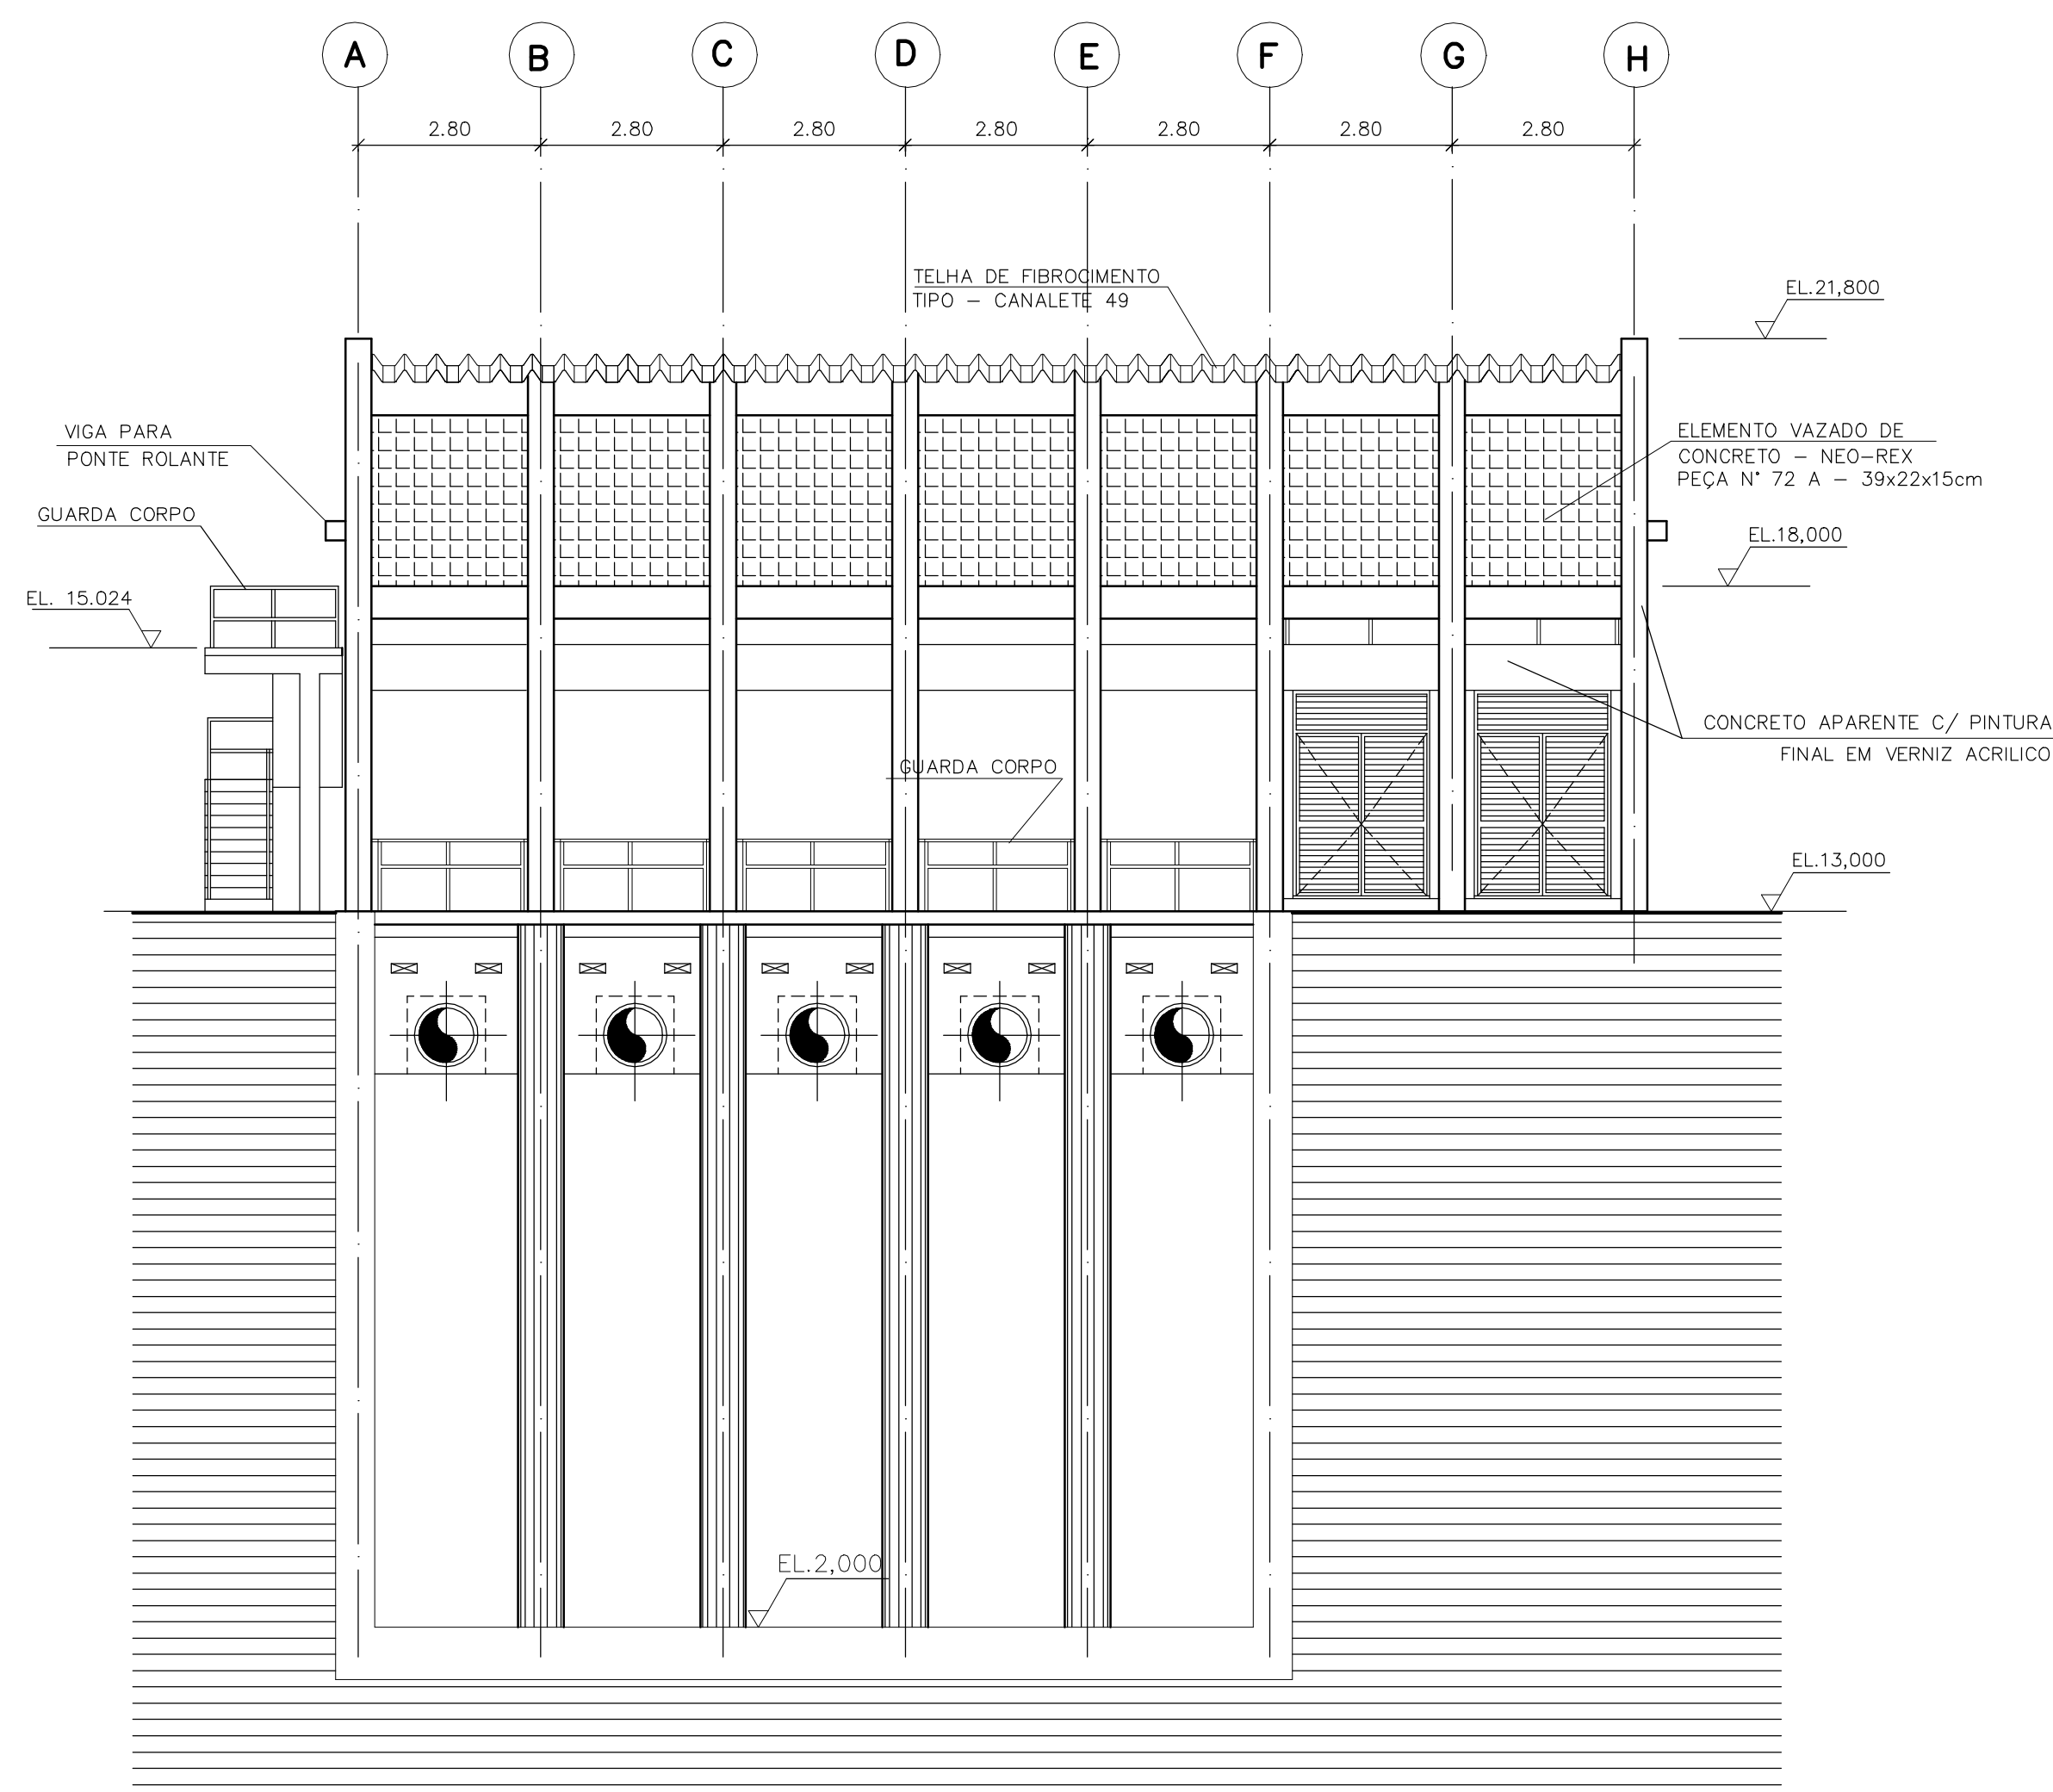 A B C D E F G H
2.80 2.80 2.80 2.80 2.80 2.80 2.80
TELHA DE FIBROCIMENTO
TIPO – CANALETE 49
EL.21,800
VIGA PARA
PONTE ROLANTE
ELEMENTO VAZADO DE
CONCRETO – NEO–REX
PEÇA N° 72 A – 39x22x15cm
GUARDA CORPO
EL.18,000
EL. 15.024
CONCRETO APARENTE C/ PINTURA
FINAL EM VERNIZ ACRILICO
GUARDA CORPO
EL.13,000
EL.2,000